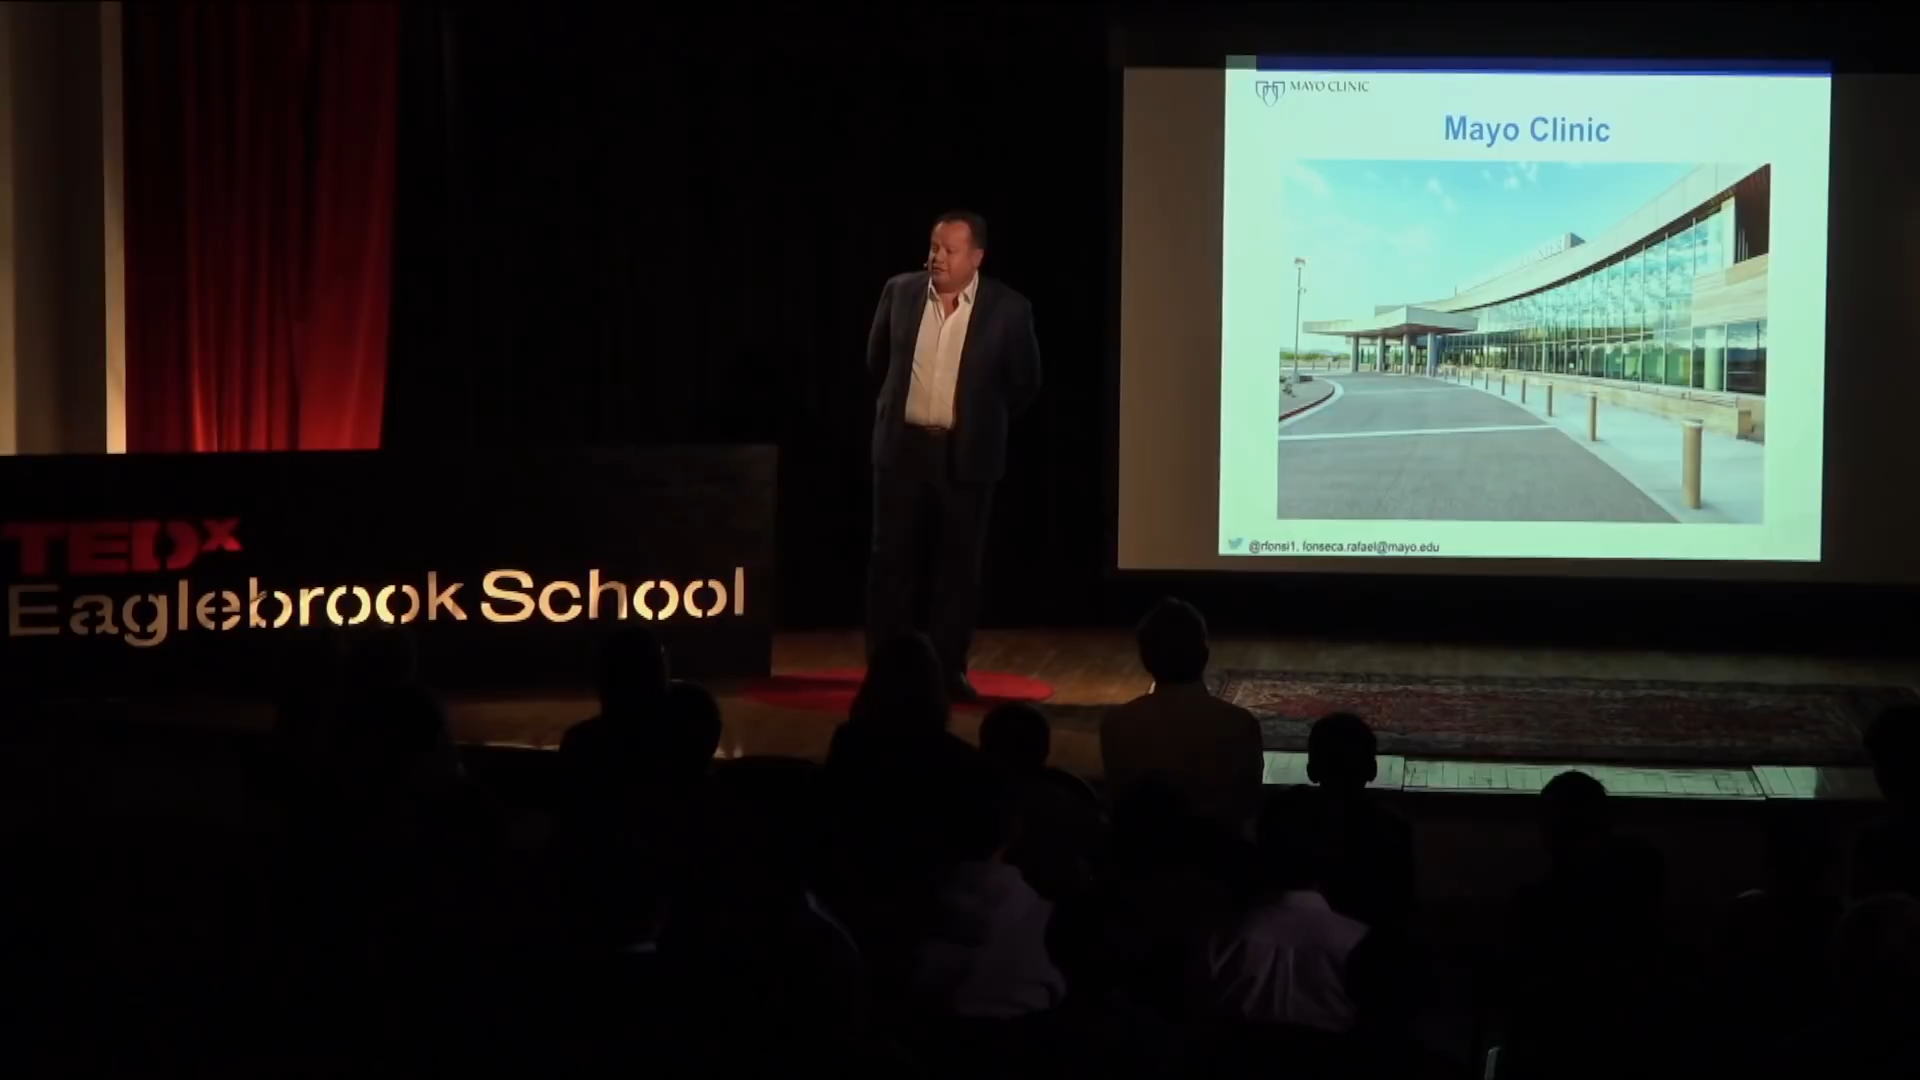 MAYO CLINIC
Mayo Clinic
@rfonsi1, fonseca.rafael@mayo.edu
TEDx
Eaglebrook School